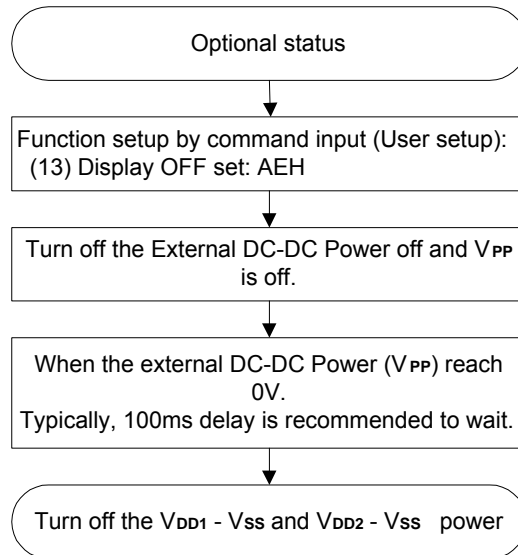 Optional status
Function setup by command input (User setup):
(13) Display OFF set: AEH
Turn off the External DC-DC Power off and VPP
is off.
When the external DC-DC Power (VPP) reach
0V.
Typically, 100ms delay is recommended to wait.
Turn off the VDD1 - VSS and VDD2 - VSS power